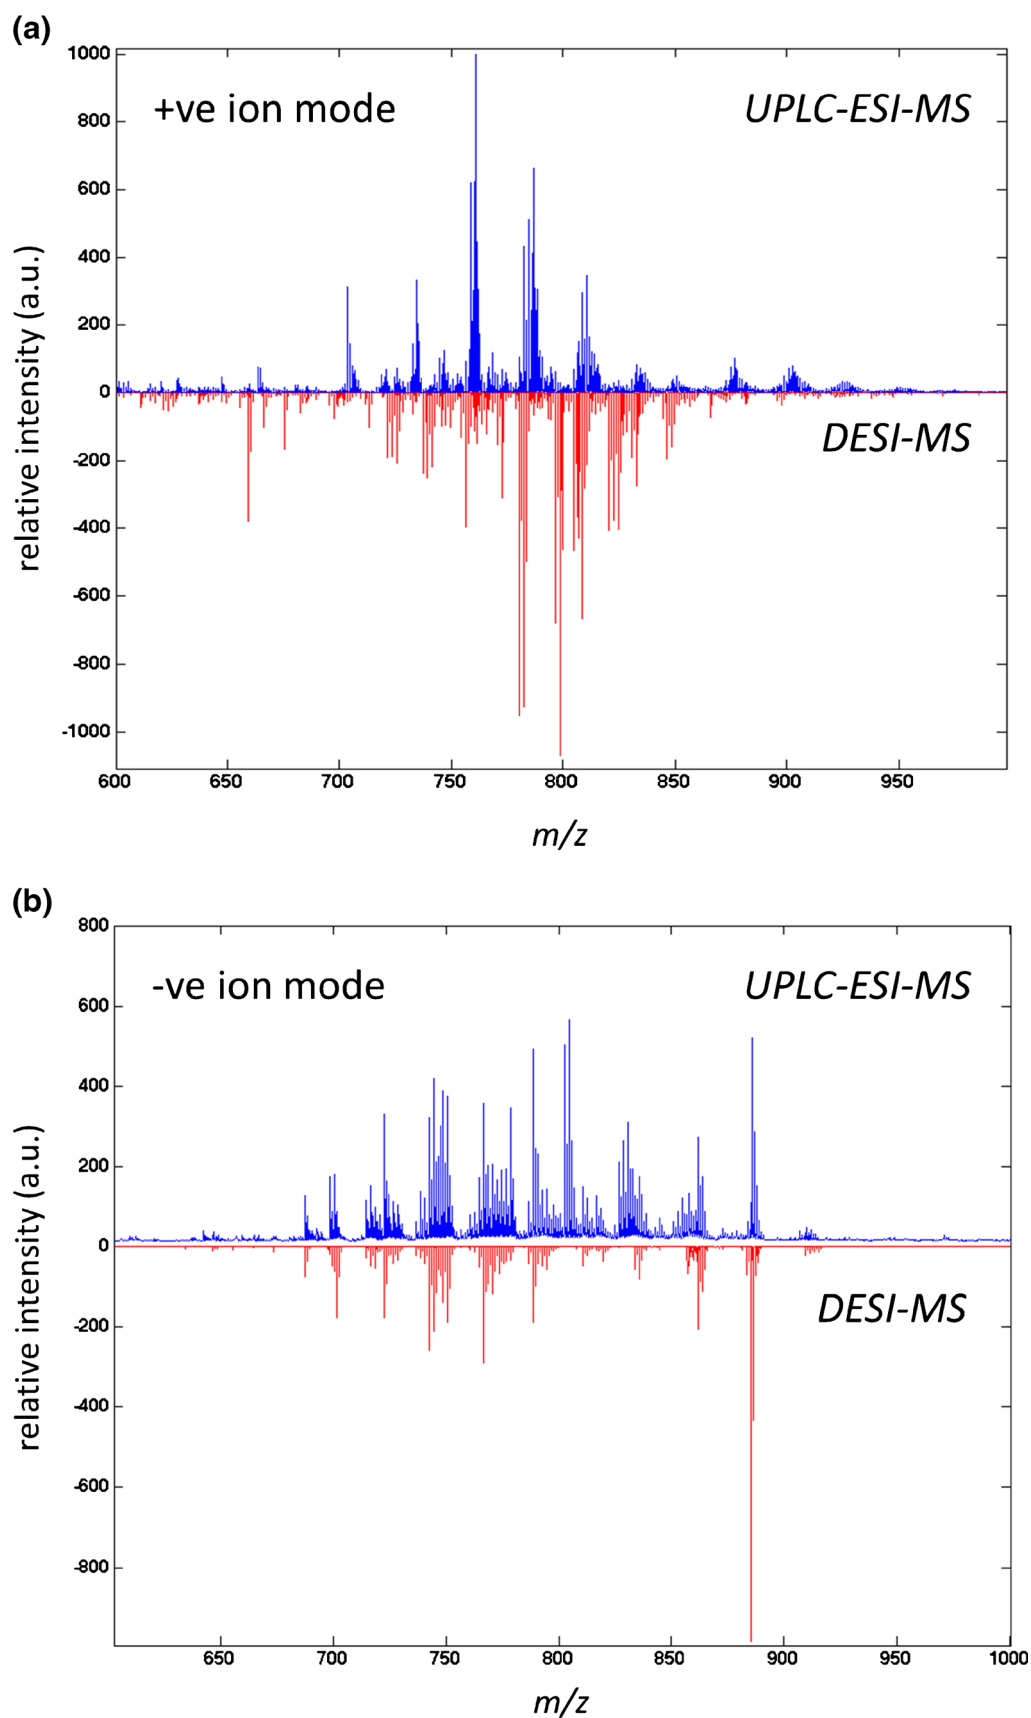 (a)
+ve ion mode
UPLC-ESI-MS
1000
800
600
400
200
0
-200
-400
-600
-800
-1000
DESI-MS
relative intensity (a.u.)
600 650 700 750 800 850 900 950
m/z
(b)
-ve ion mode
UPLC-ESI-MS
800
600
400
200
0
-200
-400
-600
-800
DESI-MS
relative intensity (a.u.)
650 700 750 800 850 900 950 1000
m/z